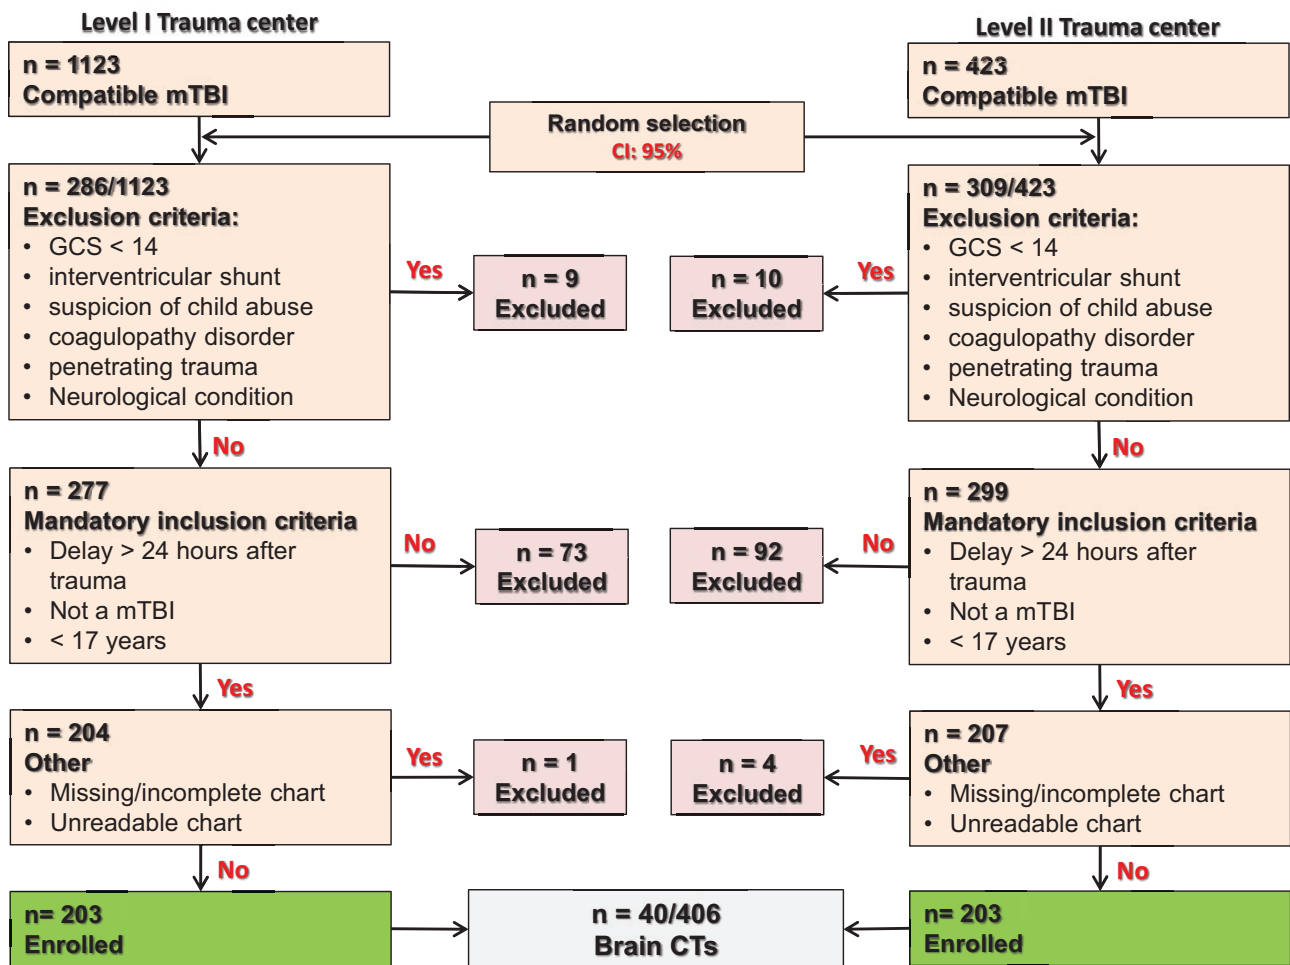 Level I Trauma center
n = 1123
Compatible mTBI
Random selection
CI: 95%
n = 286/1123
Exclusion criteria:
• GCS < 14
• interventricular shunt
• suspicion of child abuse
• coagulopathy disorder
• penetrating trauma
• Neurological condition
Yes
n = 9
Excluded
No
n = 277
Mandatory inclusion criteria
• Delay > 24 hours after
trauma
• Not a mTBI
• < 17 years
No
n = 73
Excluded
Yes
n = 204
Other
• Missing/incomplete chart
• Unreadable chart
Yes
n = 1
Excluded
No
n= 203
Enrolled
n = 40/406
Brain CTs
Level II Trauma center
n = 423
Compatible mTBI
n = 309/423
Exclusion criteria:
• GCS < 14
• interventricular shunt
• suspicion of child abuse
• coagulopathy disorder
• penetrating trauma
• Neurological condition
Yes
n = 10
Excluded
No
n = 299
Mandatory inclusion criteria
• Delay > 24 hours after
trauma
• Not a mTBI
• < 17 years
No
n = 92
Excluded
Yes
n = 207
Other
• Missing/incomplete chart
• Unreadable chart
Yes
n = 4
Excluded
No
n= 203
Enrolled